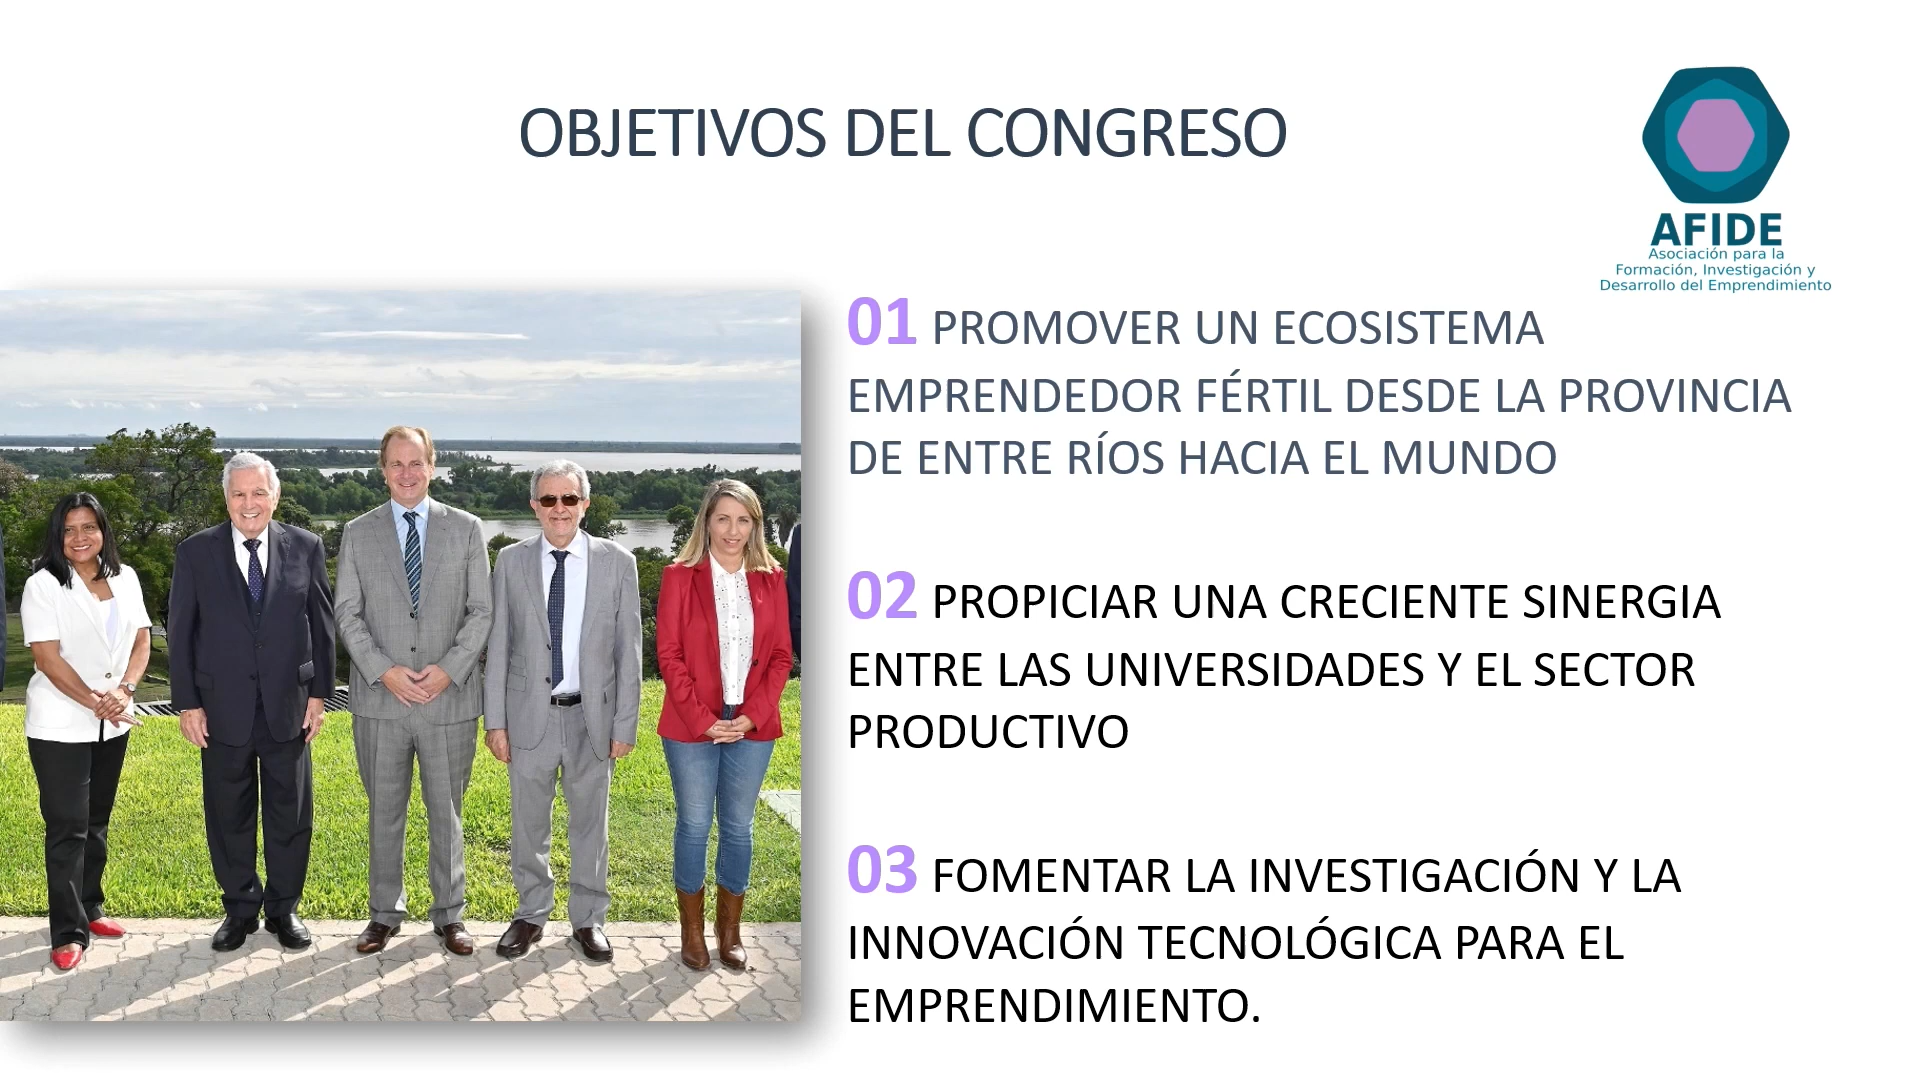 OBJETIVOS DEL CONGRESO
AFIDE
Asociación para la
Formación, Investigación y
Desarrollo del Emprendimiento
01 PROMOVER UN ECOSISTEMA
EMPRENDEDOR FÉRTIL DESDE LA PROVINCIA
DE ENTRE RÍOS HACIA EL MUNDO
02 PROPICIAR UNA CRECIENTE SINERGIA
ENTRE LAS UNIVERSIDADES Y EL SECTOR
PRODUCTIVO
03 FOMENTAR LA INVESTIGACIÓN Y LA
INNOVACIÓN TECNOLÓGICA PARA EL
EMPRENDIMIENTO.